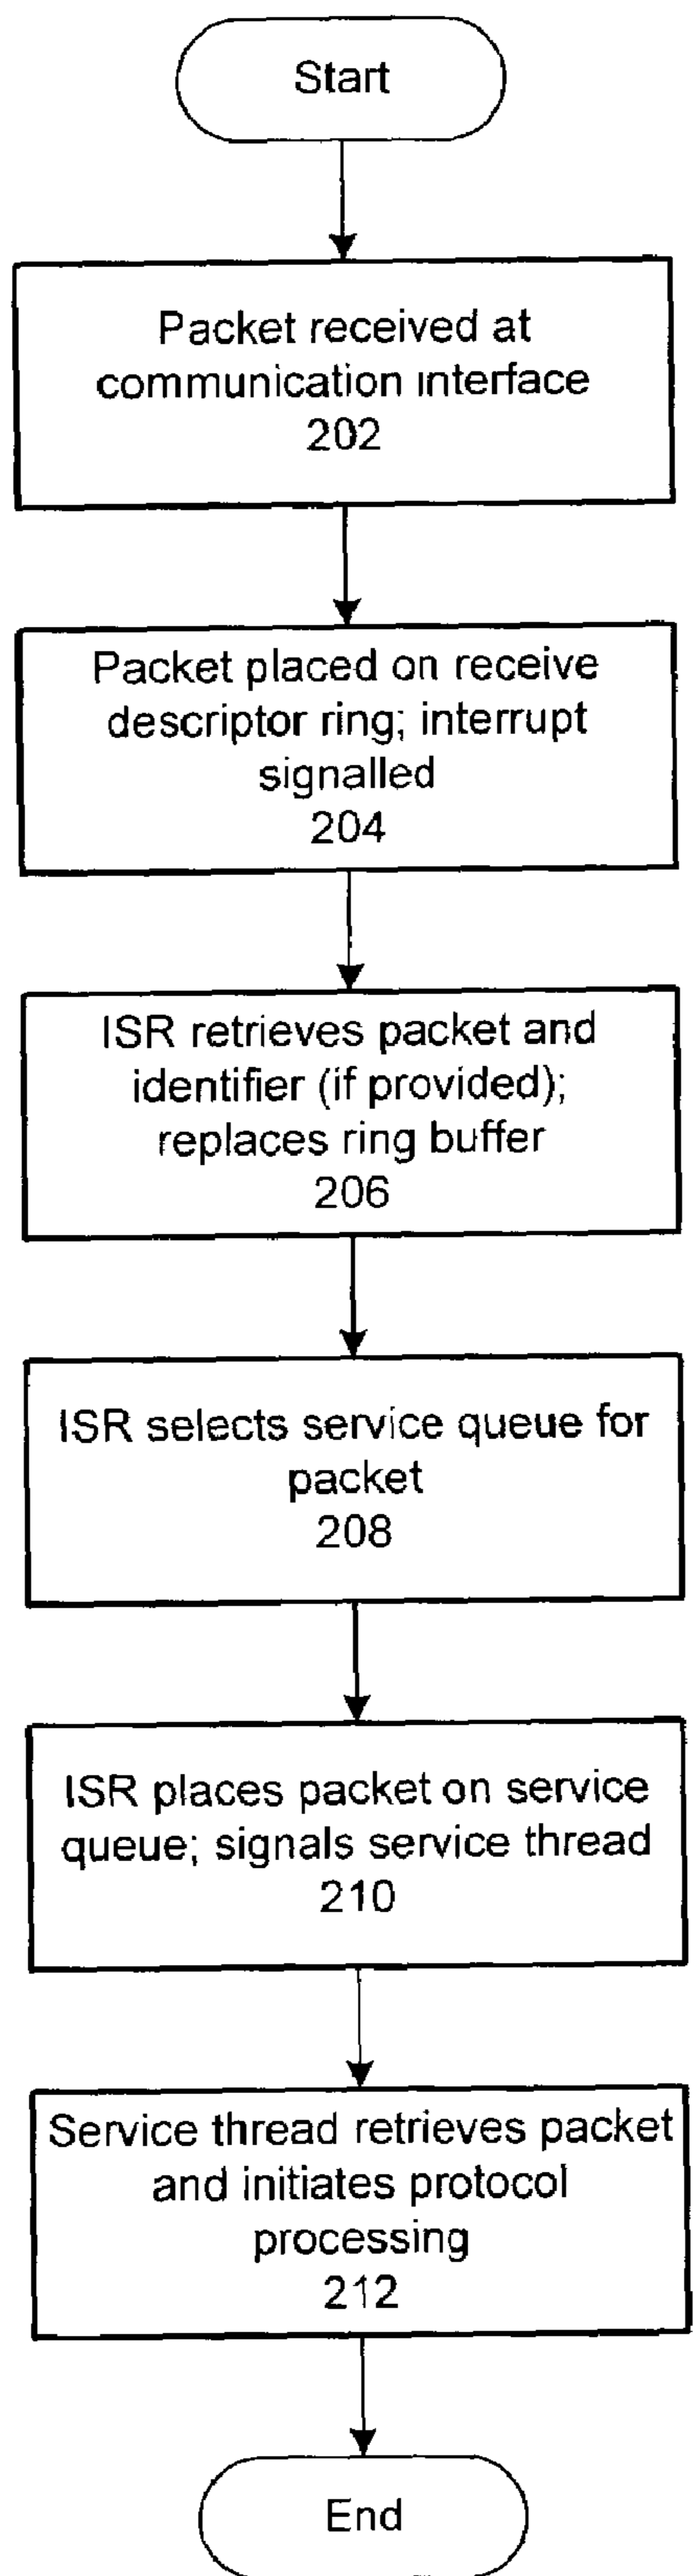 Start
Packet received at
communication interface
202
Packet placed on receive
descriptor ring; interrupt
signalled
204
ISR retrieves packet and
identifier (if provided);
replaces ring buffer
206
ISR selects service queue for
packet
208
ISR places packet on service
queue; signals service thread
210
Service thread retrieves packet
and initiates protocol
processing
212
End